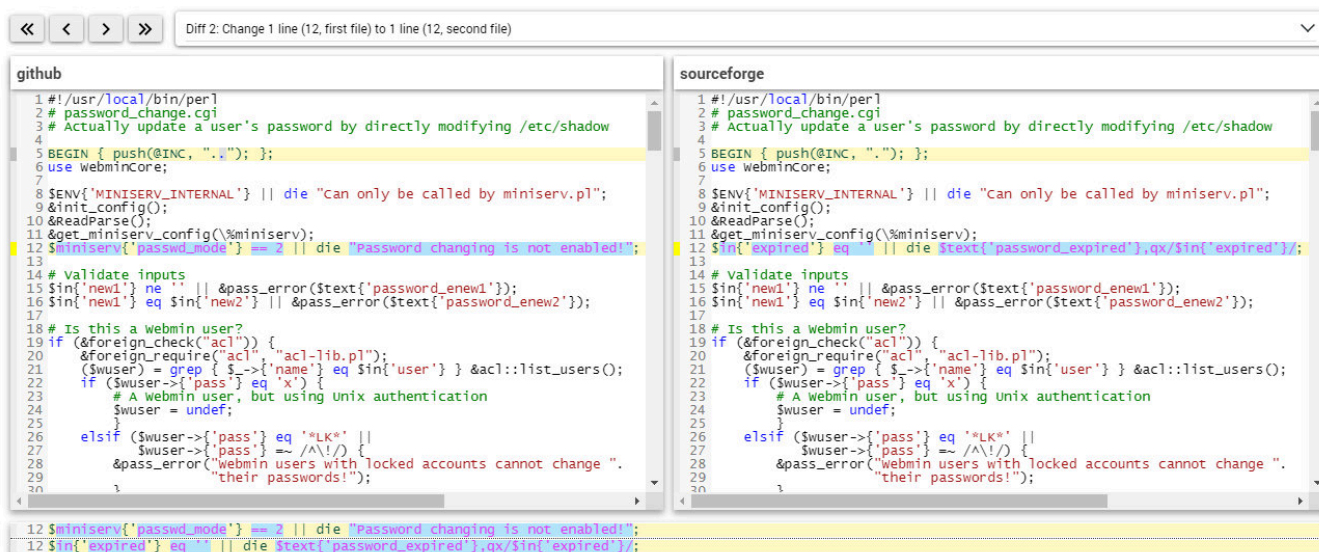 Diff 2: Change 1 line (12, first file) to 1 line (12, second file)
github
1 #!/usr/local/bin/perl
2 # password_change.cgi
3 # Actually update a user's password by directly modifying /etc/shadow
4
5 BEGIN { push(@INC, ".."); };
6 use WebminCore;
7
8 $ENV{'MINISERV_INTERNAL'} || die "Can only be called by miniserv.pl";
9 &init_config();
10 &ReadParse();
11 &get_miniserv_config(\%miniserv);
12 $miniserv{'passwd_mode'} == 2 || die "Password changing is not enabled!";
13
14 # Validate inputs
15 $in{'new1'} ne '' || &pass_error($text{'password_enew1'});
16 $in{'new1'} eq $in{'new2'} || &pass_error($text{'password_enew2'});
17
18 # Is this a Webmin user?
19 if (&foreign_check("acl")) {
20 &foreign_require("acl", "acl-lib.pl");
21 ($wuser) = grep { $_->{'name'} eq $in{'user'} } &acl::list_users();
22 if ($wuser->{'pass'} eq 'x') {
23 # A Webmin user, but using Unix authentication
24 $wuser = undef;
25 }
26 elsif ($wuser->{'pass'} eq '*LK*' ||
27 $wuser->{'pass'} =~ /^\!/) {
28 &pass_error("Webmin users with locked accounts cannot change ".
29 "their passwords!");
30 }
sourceforge
1 #!/usr/local/bin/perl
2 # password_change.cgi
3 # Actually update a user's password by directly modifying /etc/shadow
4
5 BEGIN { push(@INC, "."); };
6 use WebminCore;
7
8 $ENV{'MINISERV_INTERNAL'} || die "Can only be called by miniserv.pl";
9 &init_config();
10 &ReadParse();
11 &get_miniserv_config(\%miniserv);
12 $in{'expired'} eq '' || die $text{'password_expired'},qx/$in{'expired'}/;
13
14 # Validate inputs
15 $in{'new1'} ne '' || &pass_error($text{'password_enew1'});
16 $in{'new1'} eq $in{'new2'} || &pass_error($text{'password_enew2'});
17
18 # Is this a Webmin user?
19 if (&foreign_check("acl")) {
20 &foreign_require("acl", "acl-lib.pl");
21 ($wuser) = grep { $_->{'name'} eq $in{'user'} } &acl::list_users();
22 if ($wuser->{'pass'} eq 'x') {
23 # A Webmin user, but using Unix authentication
24 $wuser = undef;
25 }
26 elsif ($wuser->{'pass'} eq '*LK*' ||
27 $wuser->{'pass'} =~ /^\!/) {
28 &pass_error("Webmin users with locked accounts cannot change ".
29 "their passwords!");
30 }
12 $miniserv{'passwd_mode'} == 2 || die "Password changing is not enabled!";
12 $in{'expired'} eq '' || die $text{'password_expired'},qx/$in{'expired'}/;